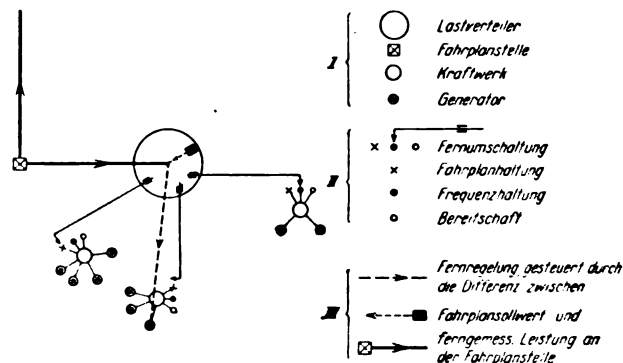 I
Lastverteiler
Fahrplanstelle
Kraftwerk
Generator
II
Fernumschaltung
Fahrplanhaltung
Frequenzhaltung
Bereitschaft
III
Fernregelung gesteuert durch
die Differenz zwischen
Fahrplansollwert und
ferngemess. Leistung an
der Fahrplanstelle